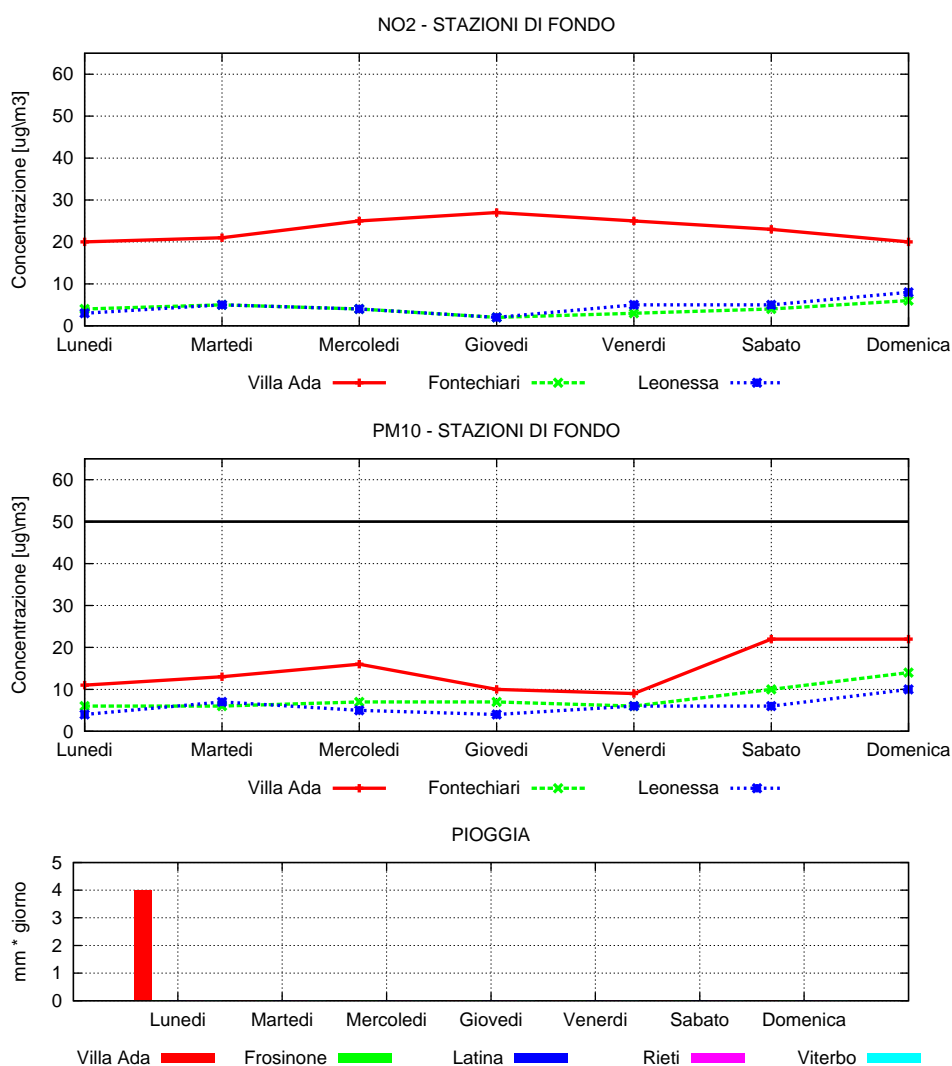 NO2 - STAZIONI DI FONDO
Concentrazione [ug\m3]
60
50
40
30
20
10
0
Lunedi Martedi Mercoledi Giovedi Venerdi Sabato Domenica
Villa Ada Fontechiari Leonessa
PM10 - STAZIONI DI FONDO
Concentrazione [ug\m3]
60
50
40
30
20
10
0
Lunedi Martedi Mercoledi Giovedi Venerdi Sabato Domenica
Villa Ada Fontechiari Leonessa
PIOGGIA
mm * giorno
5
4
3
2
1
0
Lunedi Martedi Mercoledi Giovedi Venerdi Sabato Domenica
Villa Ada Frosinone Latina Rieti Viterbo